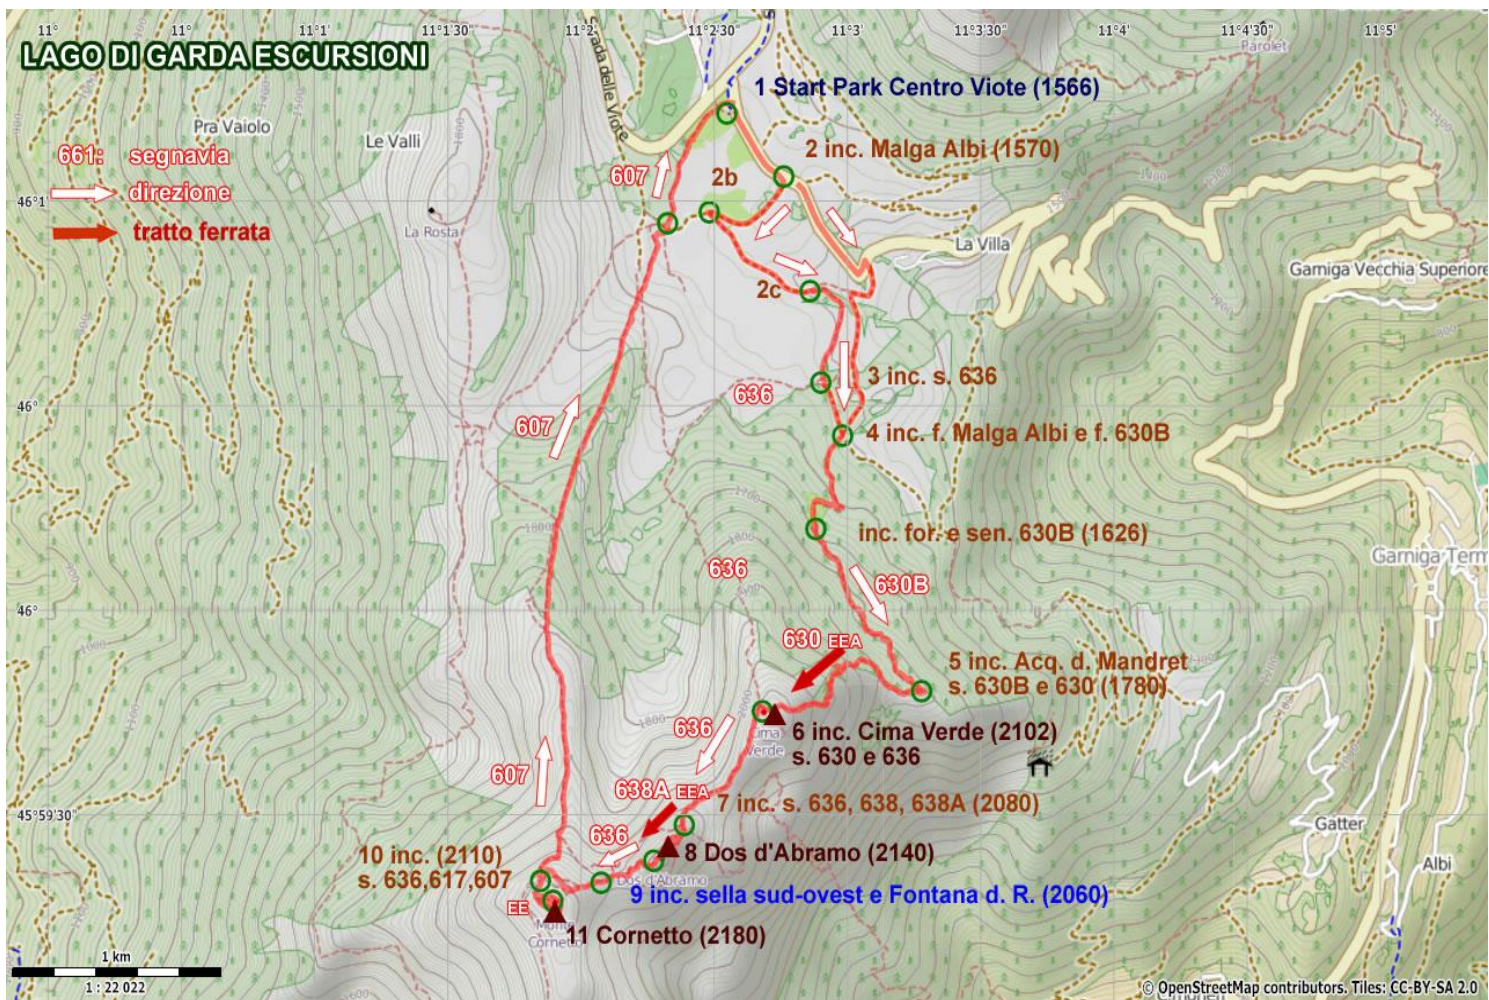 11°
11°1'
11°1'30"
11°2'
11°2'30"
11°3'
11°3'30"
11°4'
11°4'30"
11°5'
LAGO DI GARDA ESCURSIONI
Parolet
Strada delle Viote
1 Start Park Centro Viote (1566)
Pra Vaiolo
Le Valli
661: segnavia
2 inc. Malga Albi (1570)
607
2b
direzione
46°1'
La Rosta
tratto ferrata
La Villa
Garniga Vecchia Superiore
2c
3 inc. s. 636
636
46°
607
4 inc. f. Malga Albi e f. 630B
inc. for. e sen. 630B (1626)
Garniga Term
636
630B
46°
630 EEA
5 inc. Acq. d. Mandret
s. 630B e 630 (1780)
636
6 inc. Cima Verde (2102)
s. 630 e 636
Cima
Verde
607
638A EEA
7 inc. s. 636, 638, 638A (2080)
45°59'30"
636
Gatter
10 inc. (2110)
s. 636,617,607
8 Dos d'Abramo (2140)
Albi
Dos d'Abramo
9 inc. sella sud-ovest e Fontana d. R. (2060)
EE
11 Cornetto (2180)
Monte
Cornetto
1 km
1 : 22 022
© OpenStreetMap contributors. Tiles: CC-BY-SA 2.0